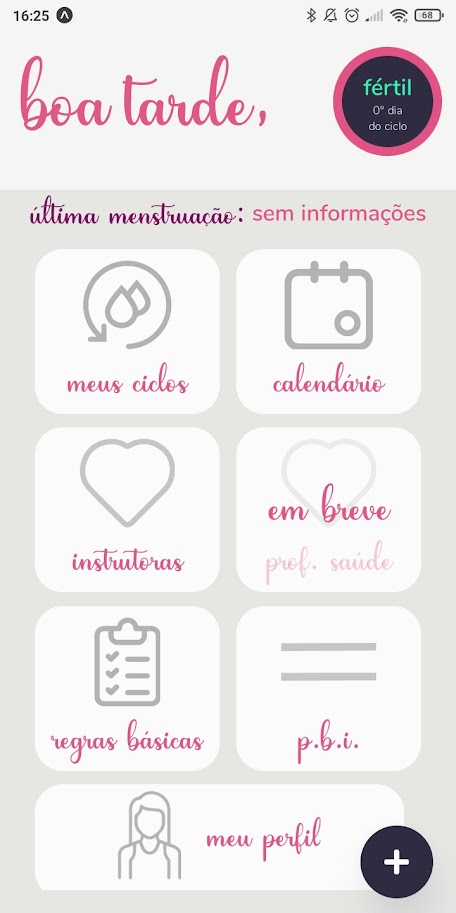 16:25
68
boa tarde,
fértil
0° dia
do ciclo
última menstruação: sem informações
meus ciclos
calendário
instrutoras
em breve
prof. saúde
regras básicas
p.b.i.
meu perfil